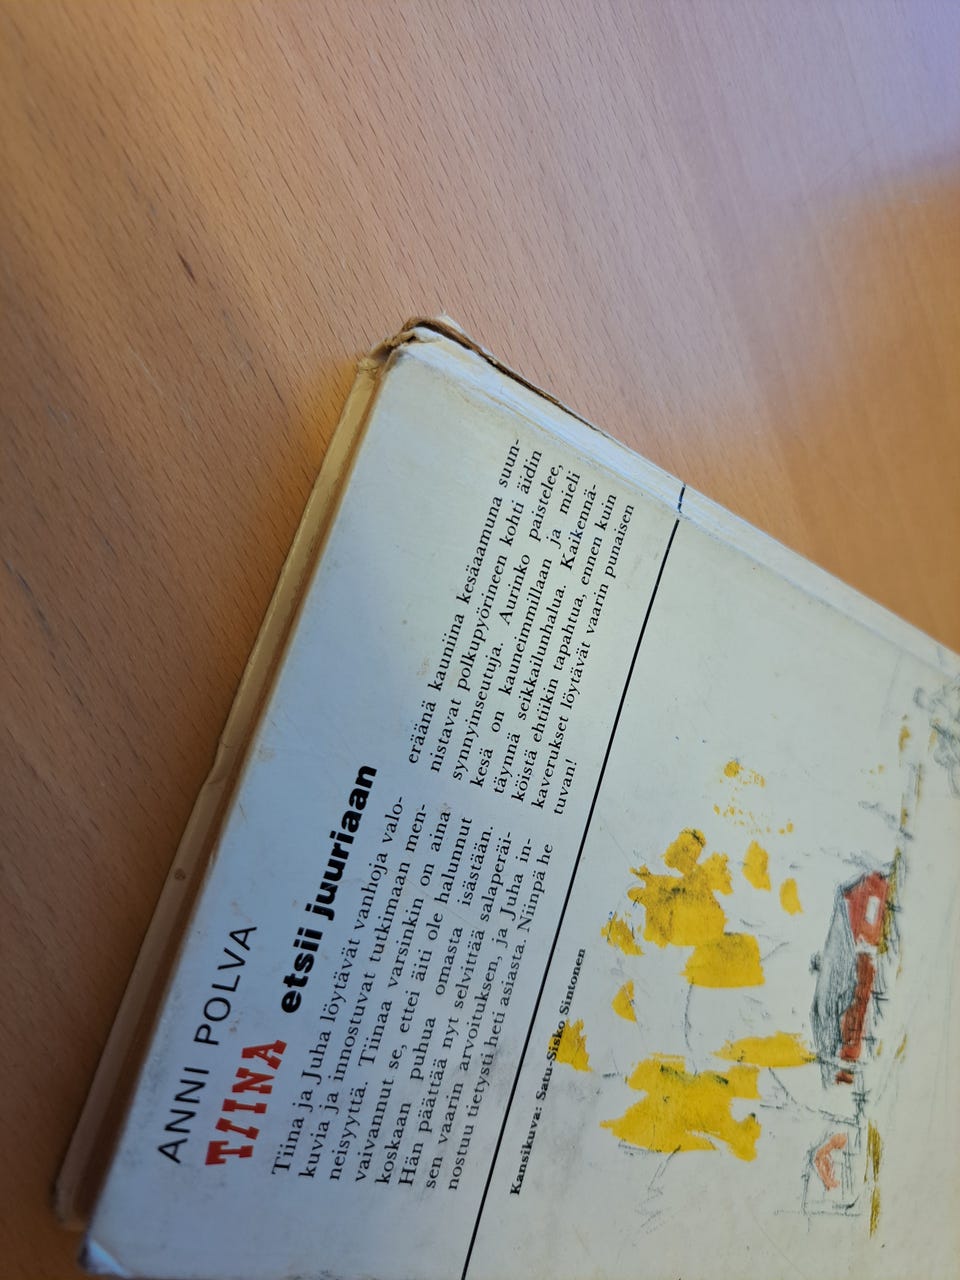 ANNI POLVA
TIINA etsii juuriaan
Tiina ja Juha löytävät vanhoja valo-
kuvia ja innostuvat tutkimaan men-
neisyyttä. Tiinaa varsinkin on aina
vaivannut se, ettei äiti ole halunnut
koskaan puhua omasta isästään.
Hän päättää nyt selvittää salaperäi-
sen vaarin arvoituksen, ja Juha in-
nostuu tietysti heti asiasta. Niinpä he
eräänä kauniina kesäaamuna suun-
nistavat polkupyörineen kohti äidin
synnyinseutuja. Aurinko paistelee,
kesä on kauneimmillaan ja mieli
täynnä seikkailunhalua. Kaikennä-
köistä ehtiikin tapahtua, ennen kuin
kaverukset löytävät vaarin punaisen
tuvan!
Kansikuva: Satu-Sisko Sintonen